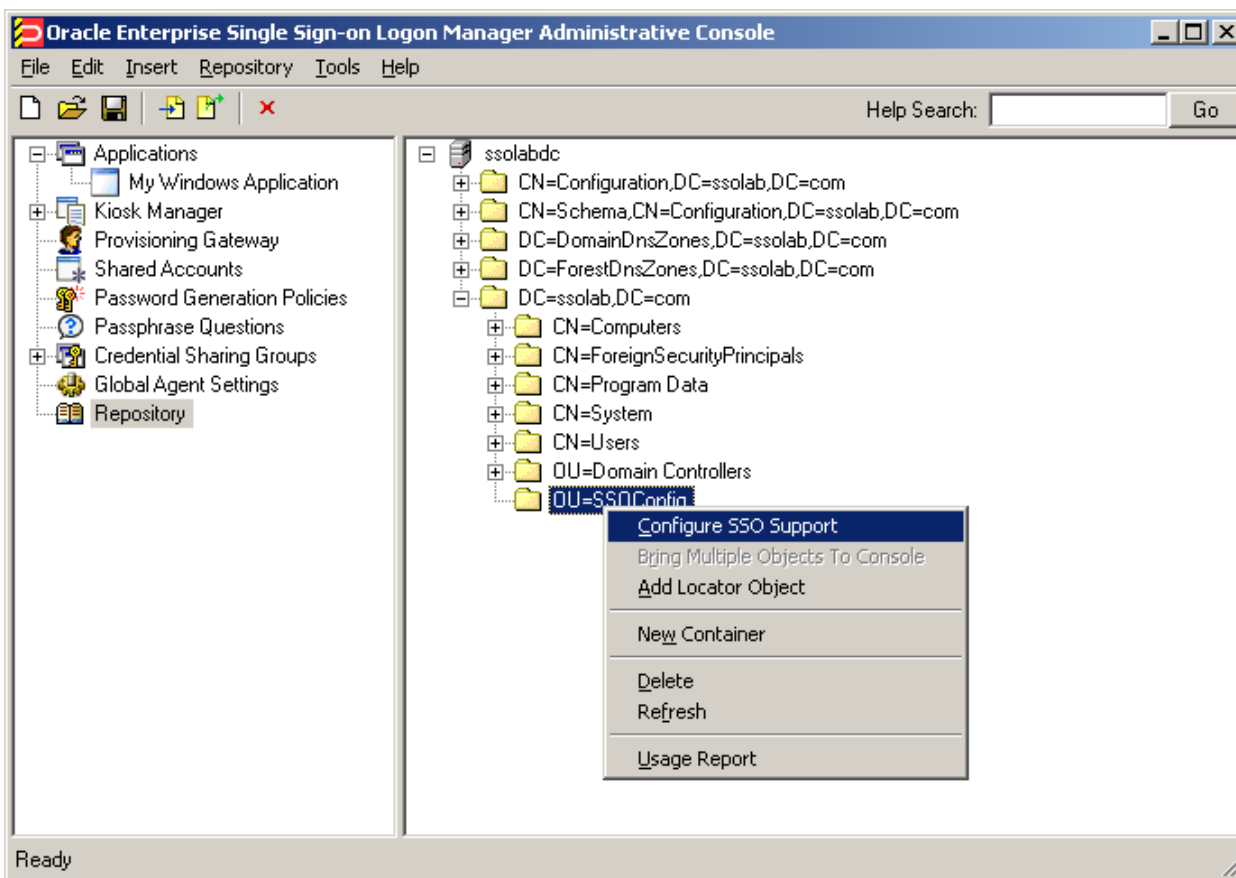 Oracle Enterprise Single Sign-on Logon Manager Administrative Console
File Edit Insert Repository Tools Help
Help Search: Go
Applications
My Windows Application
Kiosk Manager
Provisioning Gateway
Shared Accounts
Password Generation Policies
Passphrase Questions
Credential Sharing Groups
Global Agent Settings
Repository
ssolabdc
CN=Configuration,DC=ssolab,DC=com
CN=Schema,CN=Configuration,DC=ssolab,DC=com
DC=DomainDnsZones,DC=ssolab,DC=com
DC=ForestDnsZones,DC=ssolab,DC=com
DC=ssolab,DC=com
CN=Computers
CN=ForeignSecurityPrincipals
CN=Program Data
CN=System
CN=Users
OU=Domain Controllers
OU=SSOConfig
Configure SSO Support
Bring Multiple Objects To Console
Add Locator Object
New Container
Delete
Refresh
Usage Report
Ready